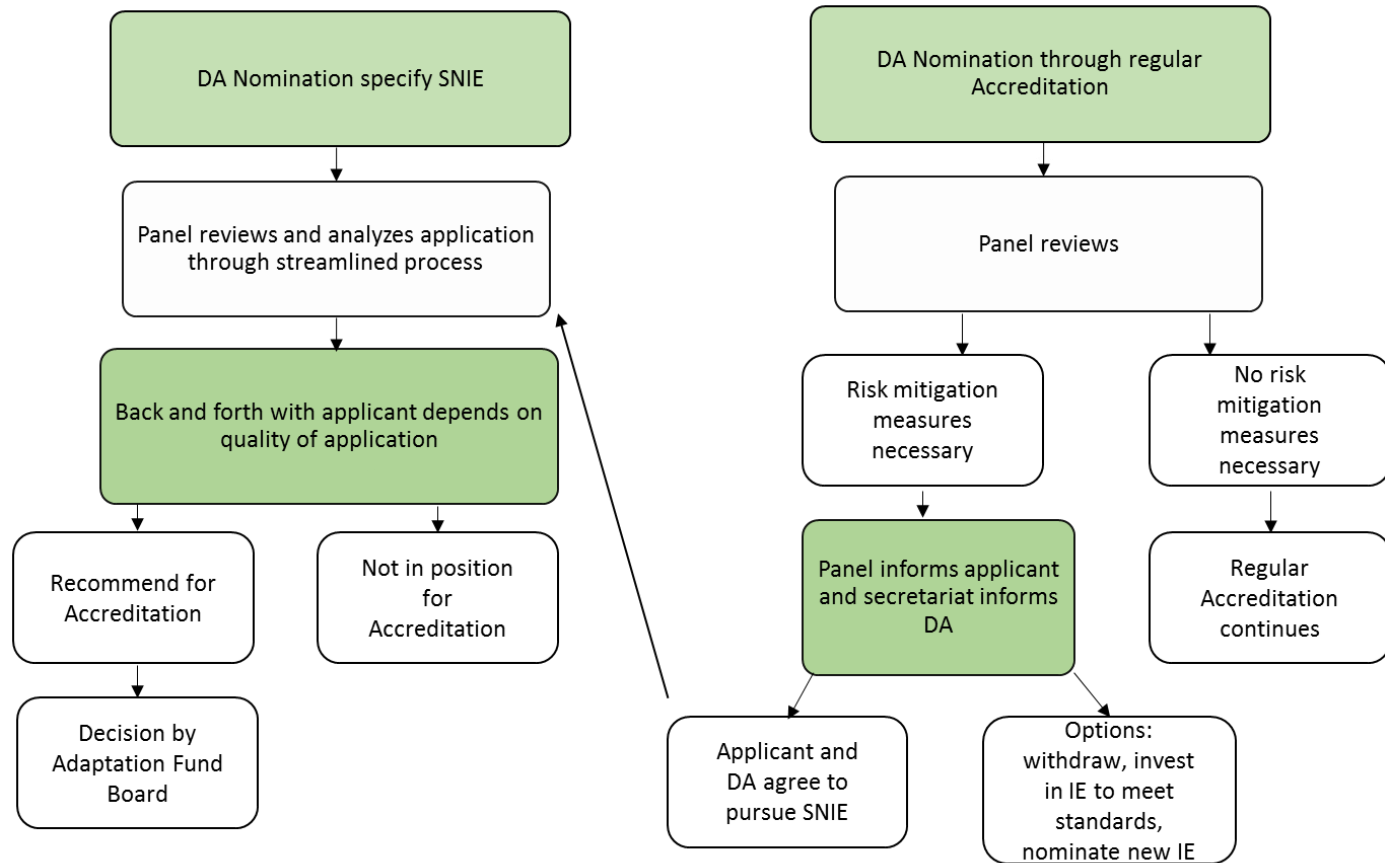 DA Nomination specify SNIE
Panel reviews and analyzes application
through streamlined process
Back and forth with applicant depends on
quality of application
Recommend for
Accreditation
Not in position
for
Accreditation
Decision by
Adaptation Fund
Board
DA Nomination through regular
Accreditation
Panel reviews
Risk mitigation
measures
necessary
No risk
mitigation
measures
necessary
Panel informs applicant
and secretariat informs
DA
Regular
Accreditation
continues
Applicant and
DA agree to
pursue SNIE
Options:
withdraw, invest
in IE to meet
standards,
nominate new IE